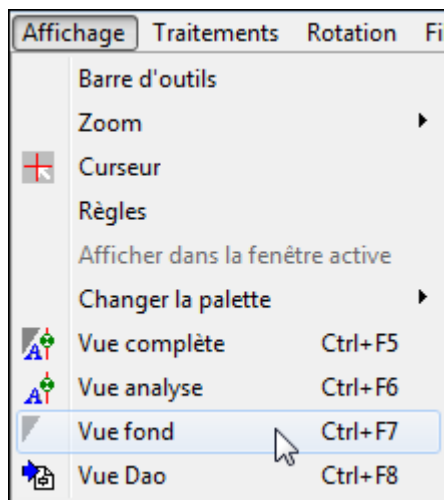 Affichage Traitements Rotation Fi
Barre d'outils
Zoom
Curseur
Règles
Afficher dans la fenêtre active
Changer la palette
Vue complète Ctrl+F5
Vue analyse Ctrl+F6
Vue fond Ctrl+F7
Vue Dao Ctrl+F8